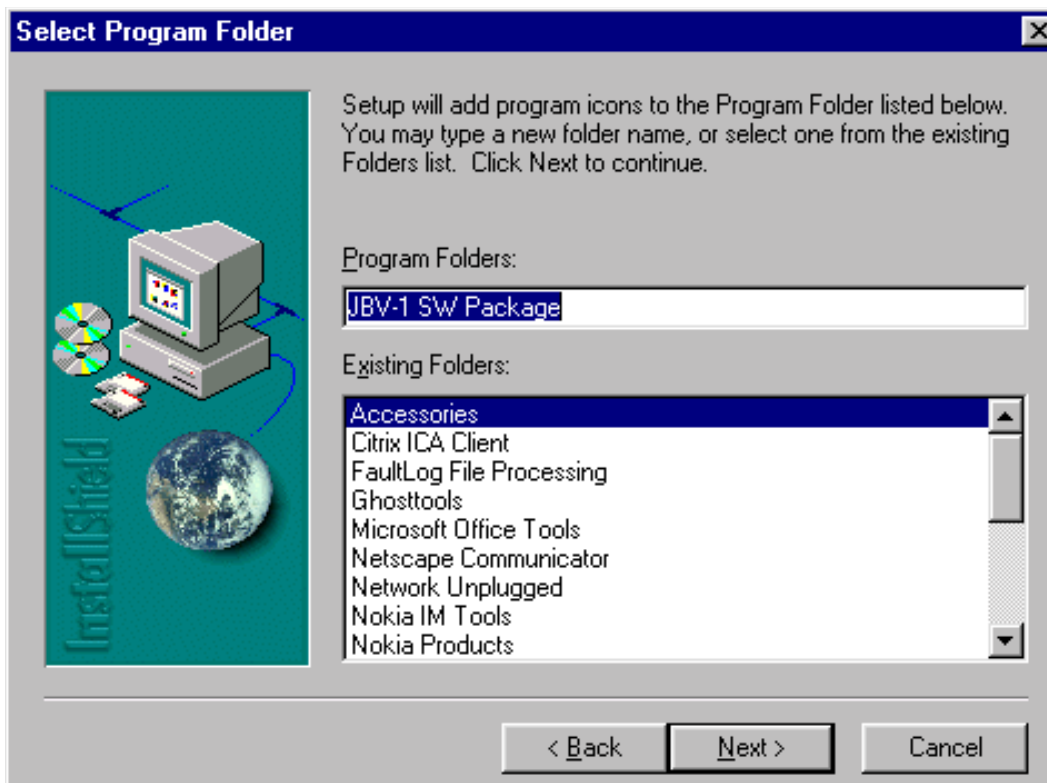 Select Program Folder
Setup will add program icons to the Program Folder listed below.
You may type a new folder name, or select one from the existing
Folders list.  Click Next to continue.
Program Folders:
JBV-1 SW Package
Existing Folders:
Accessories
Citrix ICA Client
FaultLog File Processing
Ghosttools
Microsoft Office Tools
Netscape Communicator
Network Unplugged
Nokia IM Tools
Nokia Products
InstallShield
< Back
Next >
Cancel